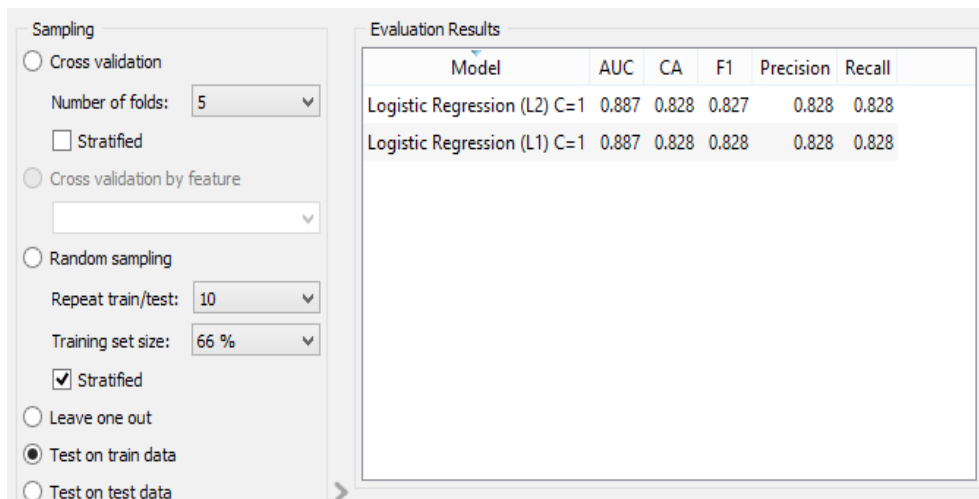 Sampling
Cross validation
Number of folds: 5
Stratified
Cross validation by feature
Random sampling
Repeat train/test: 10
Training set size: 66 %
Stratified
Leave one out
Test on train data
Test on test data
Evaluation Results
Model AUC CA F1 Precision Recall
Logistic Regression (L2) C=1 0.887 0.828 0.827 0.828 0.828
Logistic Regression (L1) C=1 0.887 0.828 0.828 0.828 0.828